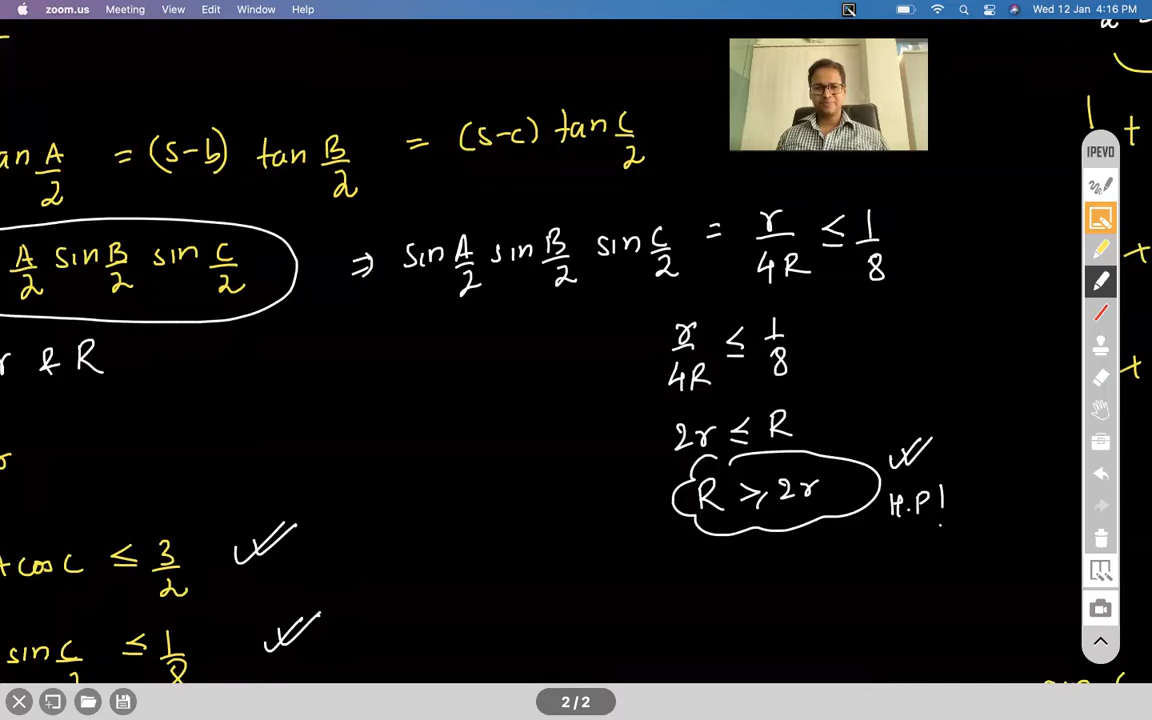 zoom.us Meeting View Edit Window Help Wed 12 Jan 4:16 PM
an A/2 = (s-b) tan B/2 = (s-c) tan C/2
A/2 sin B/2 sin C/2 ⇒ sin A/2 sin B/2 sin C/2 = r/4R ≤ 1/8
r & R
r/4R ≤ 1/8
2r ≤ R
R ≥ 2r
H.P!
cos C ≤ 3/2
sin C/2 ≤ 1/8
IPEVO
2/2